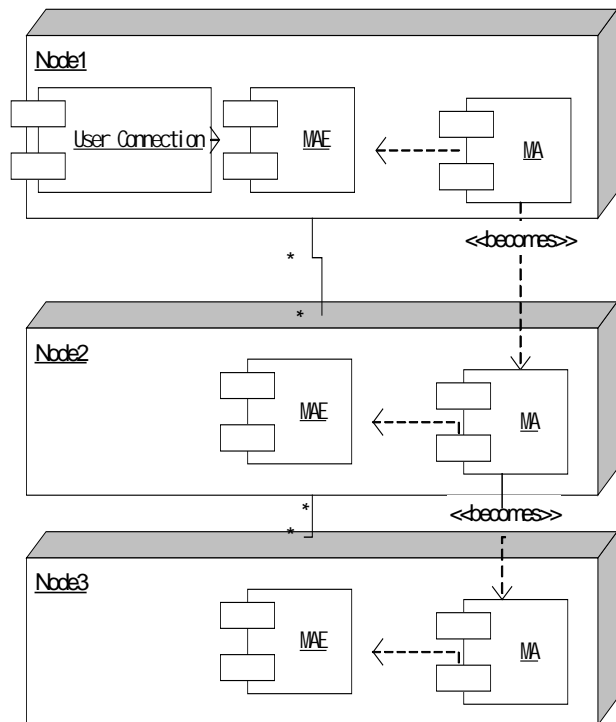 Node1
User Connection
MAE
MA
<<becomes>>
*
*
Node2
MAE
MA
<<becomes>>
*
*
Node3
MAE
MA